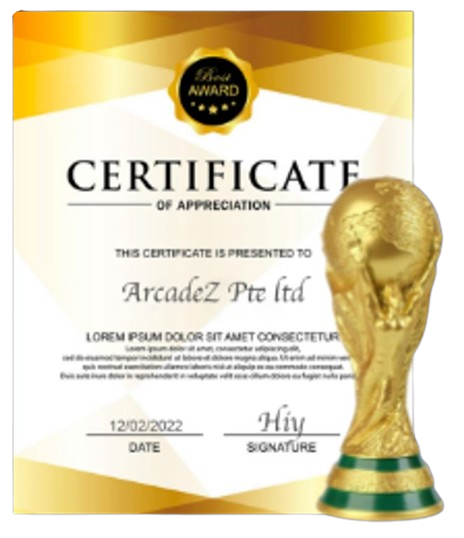 Best
AWARD
CERTIFICATE
OF APPRECIATION
THIS CERTIFICATE IS PRESENTED TO
ArcadeZ Pte ltd
LOREM IPSUM DOLOR SIT AMET CONSECTETUR
Lorem ipsum dolor sit amet, consectetur adipiscing elit,
sed do eiusmod tempor incididunt ut labore et dolore magna aliqua. Ut enim ad minim ven
quis nostrud exercitation ullamco laboris nisi ut aliquip ex ea commodo consequat.
Duis aute irure dolor in reprehenderit in voluptate velit esse cillum dolore eu fugiat nulla paria
12/02/2022
Hiy
DATE
SIGNATURE